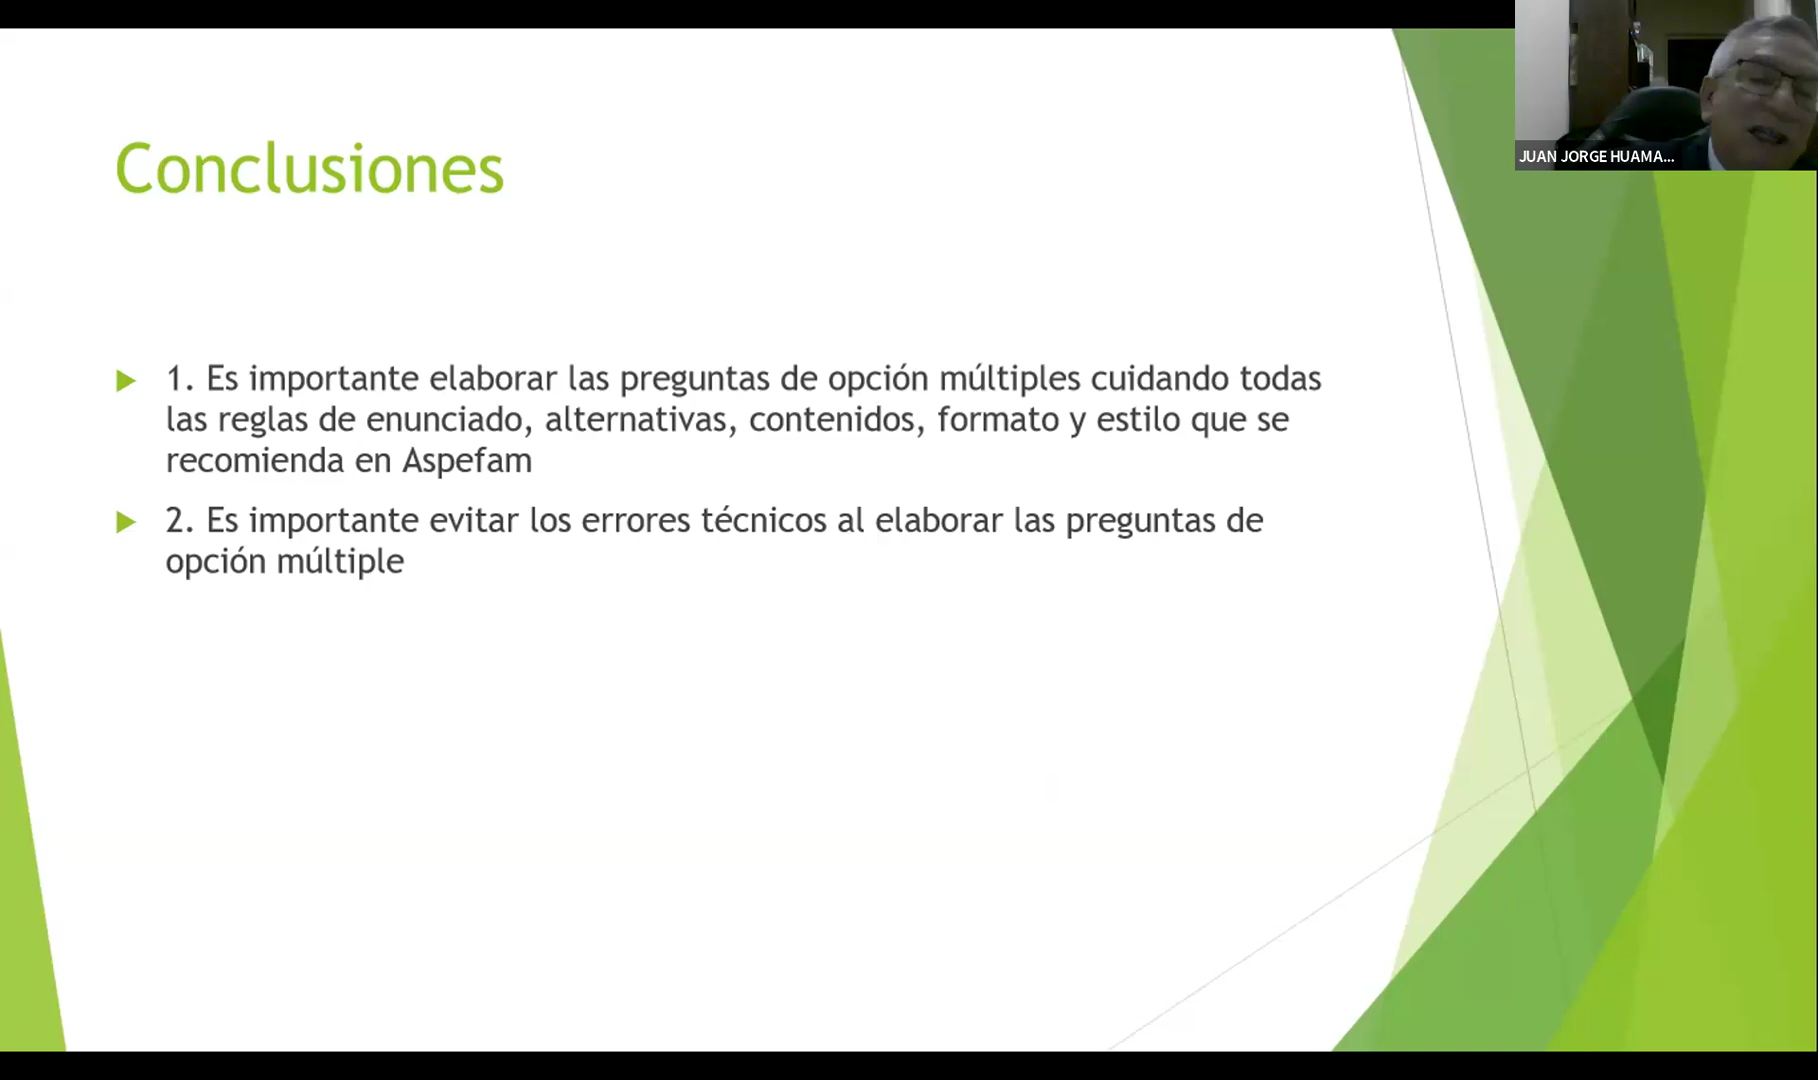 JUAN JORGE HUAMA...
Conclusiones
1. Es importante elaborar las preguntas de opción múltiples cuidando todas
las reglas de enunciado, alternativas, contenidos, formato y estilo que se
recomienda en Aspefam
2. Es importante evitar los errores técnicos al elaborar las preguntas de
opción múltiple